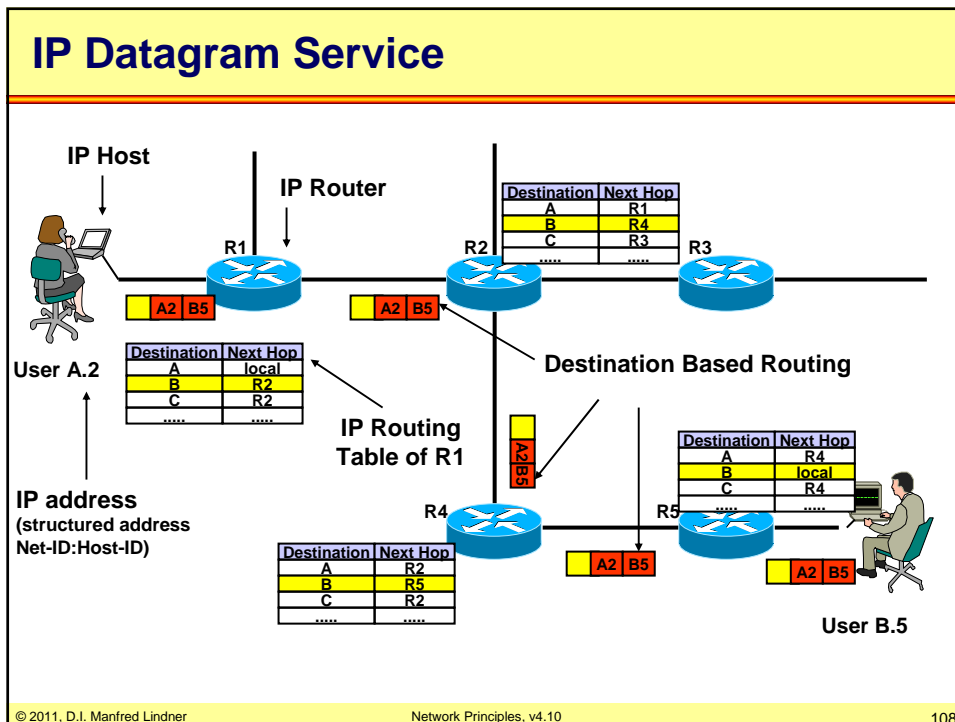 IP Datagram Service
IP Host
IP Router
R1
R2
R3
Destination Next Hop
A R1
B R4
C R3
..... .....
A2 B5
A2 B5
User A.2
Destination Next Hop
A local
B R2
C R2
..... .....
Destination Based Routing
IP Routing
Table of R1
A2 B5
IP address
(structured address
Net-ID:Host-ID)
R4
R5
Destination Next Hop
A R4
B local
C R4
..... .....
Destination Next Hop
A R2
B R5
C R2
..... .....
A2 B5
A2 B5
User B.5
© 2011, D.I. Manfred Lindner
Network Principles, v4.10
108